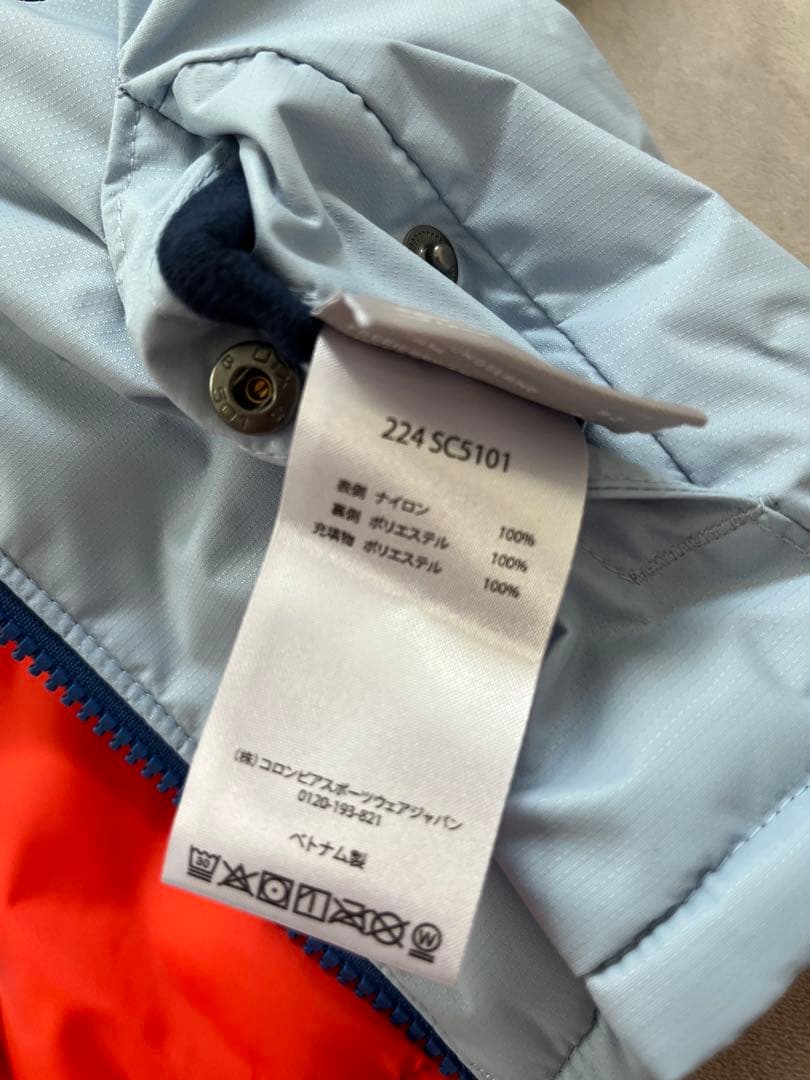 224 SC5101
表側 ナイロン 100%
裏側 ポリエステル 100%
充填物 ポリエステル 100%
(株)コロンビアスポーツウェアジャパン
0120-193-821
ベトナム製
30
W